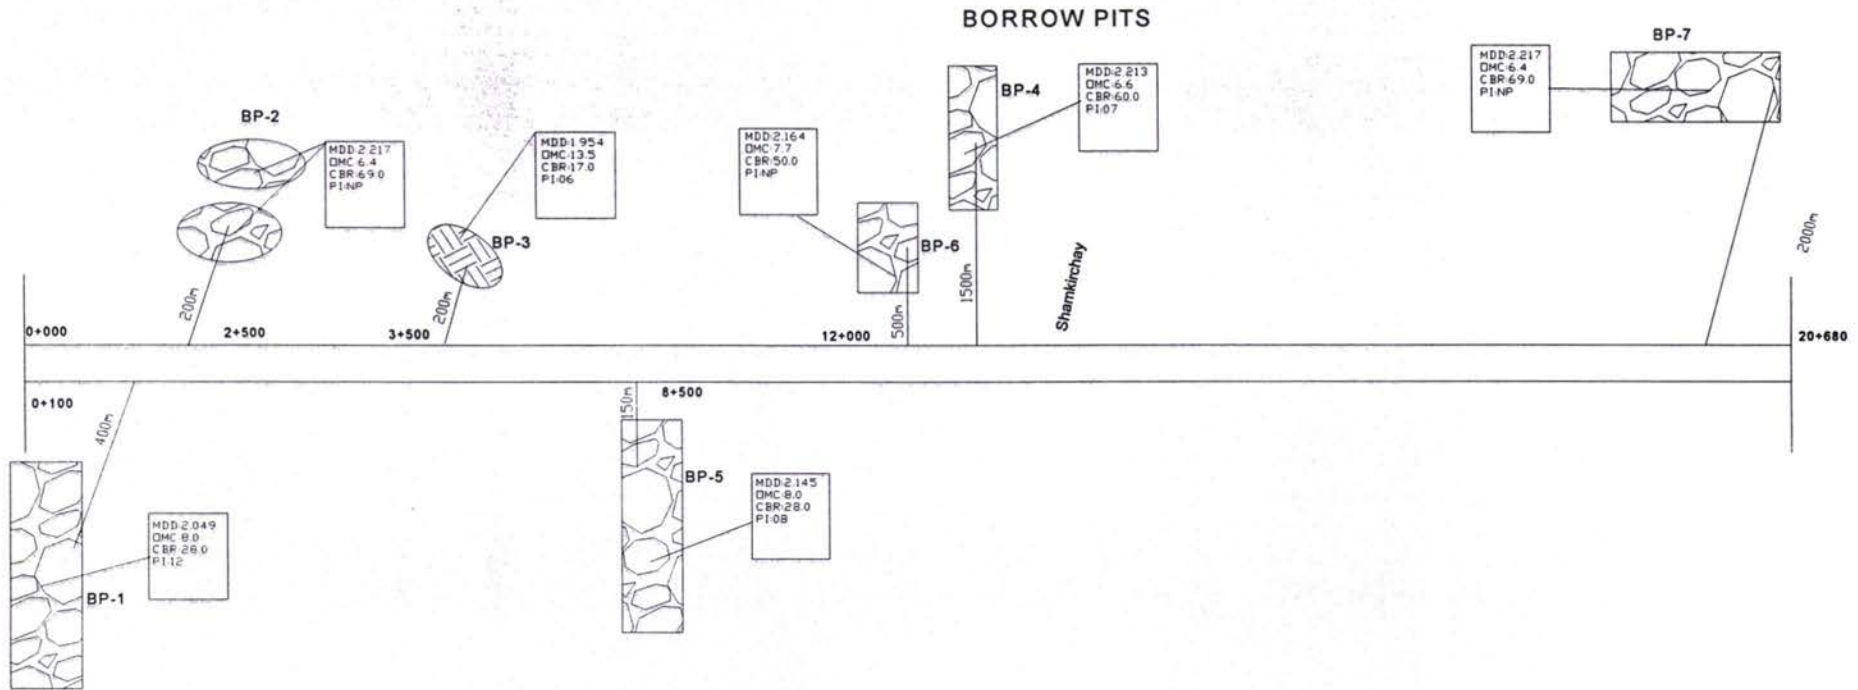 BORROW PITS
BP-7
MDD:2.217
OMC:6.4
CBR:69.0
PI:NP
BP-4
MDD:2.213
OMC:6.6
CBR:60.0
PI:07
BP-2
MDD:2.217
OMC:6.4
CBR:69.0
PI:NP
MDD:1.954
OMC:13.5
CBR:17.0
PI:06
BP-3
MDD:2.164
OMC:7.7
CBR:50.0
PI:NP
BP-6
Shamkirchay
2000m
200m
200m
500m
1500m
0+000
2+500
3+500
12+000
20+680
0+100
400m
150m
8+500
BP-5
MDD:2.145
OMC:8.0
CBR:28.0
PI:08
MDD:2.049
OMC:8.0
CBR:28.0
PI:12
BP-1